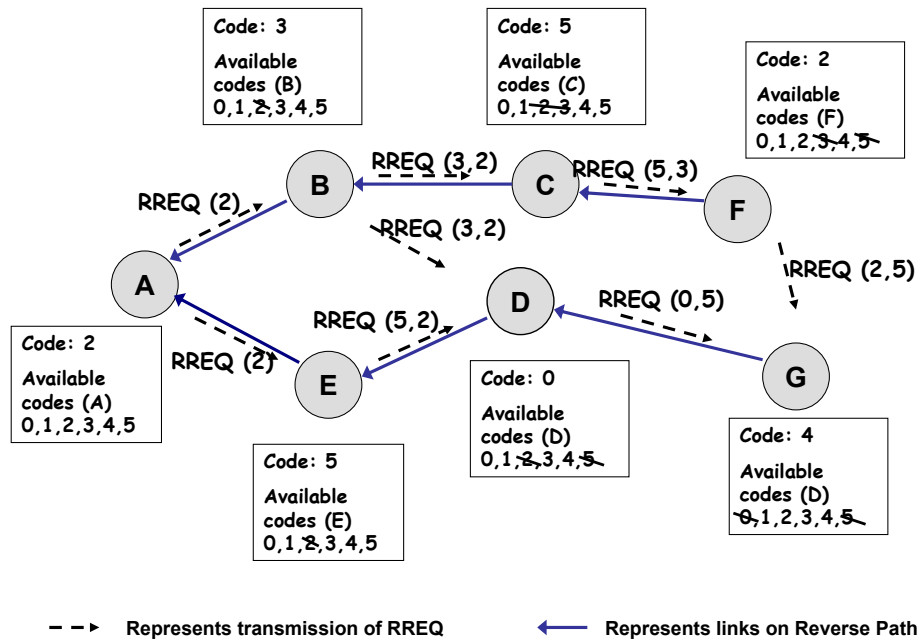 Code: 3
Available
codes (B)
0,1,2,3,4,5
Code: 5
Available
codes (C)
0,1,2,3,4,5
Code: 2
Available
codes (F)
0,1,2,3,4,5
RREQ (3,2)
B
C
RREQ (5,3)
F
RREQ (2)
RREQ (3,2)
RREQ (2,5)
A
D
RREQ (0,5)
RREQ (5,2)
RREQ (2)
E
G
Code: 2
Available
codes (A)
0,1,2,3,4,5
Code: 0
Available
codes (D)
0,1,2,3,4,5
Code: 4
Available
codes (D)
0,1,2,3,4,5
Code: 5
Available
codes (E)
0,1,2,3,4,5
Represents transmission of RREQ
Represents links on Reverse Path